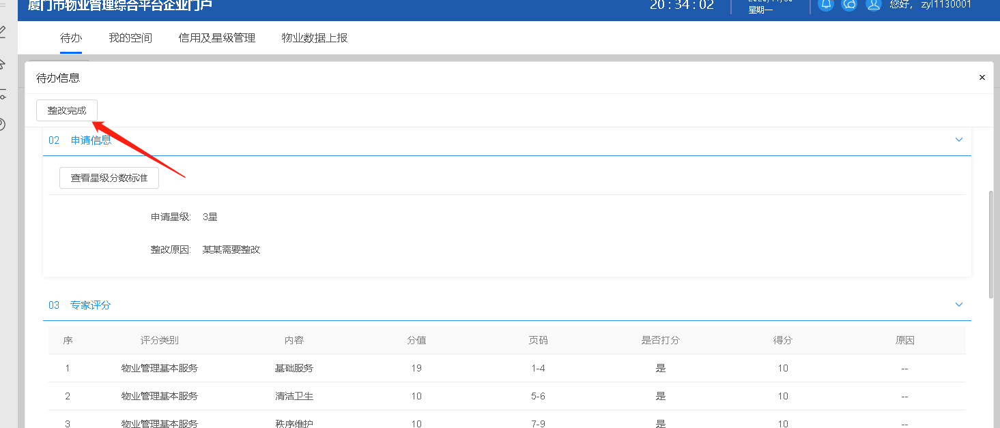 厦门市物业管理综合平台企业门户 20:34:02 星期一 您好, zyl1130001
待办 我的空间 信用及星级管理 物业数据上报
待办信息
整改完成
02 申请信息
查看星级分数标准
申请星级: 3星
整改原因: 某某需要整改
03 专家评分
序 评分类别 内容 分值 页码 是否打分 得分 原因
1 物业管理基本服务 基础服务 19 1-4 是 10 --
2 物业管理基本服务 清洁卫生 10 5-6 是 10 --
3 物业管理基本服务 秩序维护 10 7-9 是 10 --